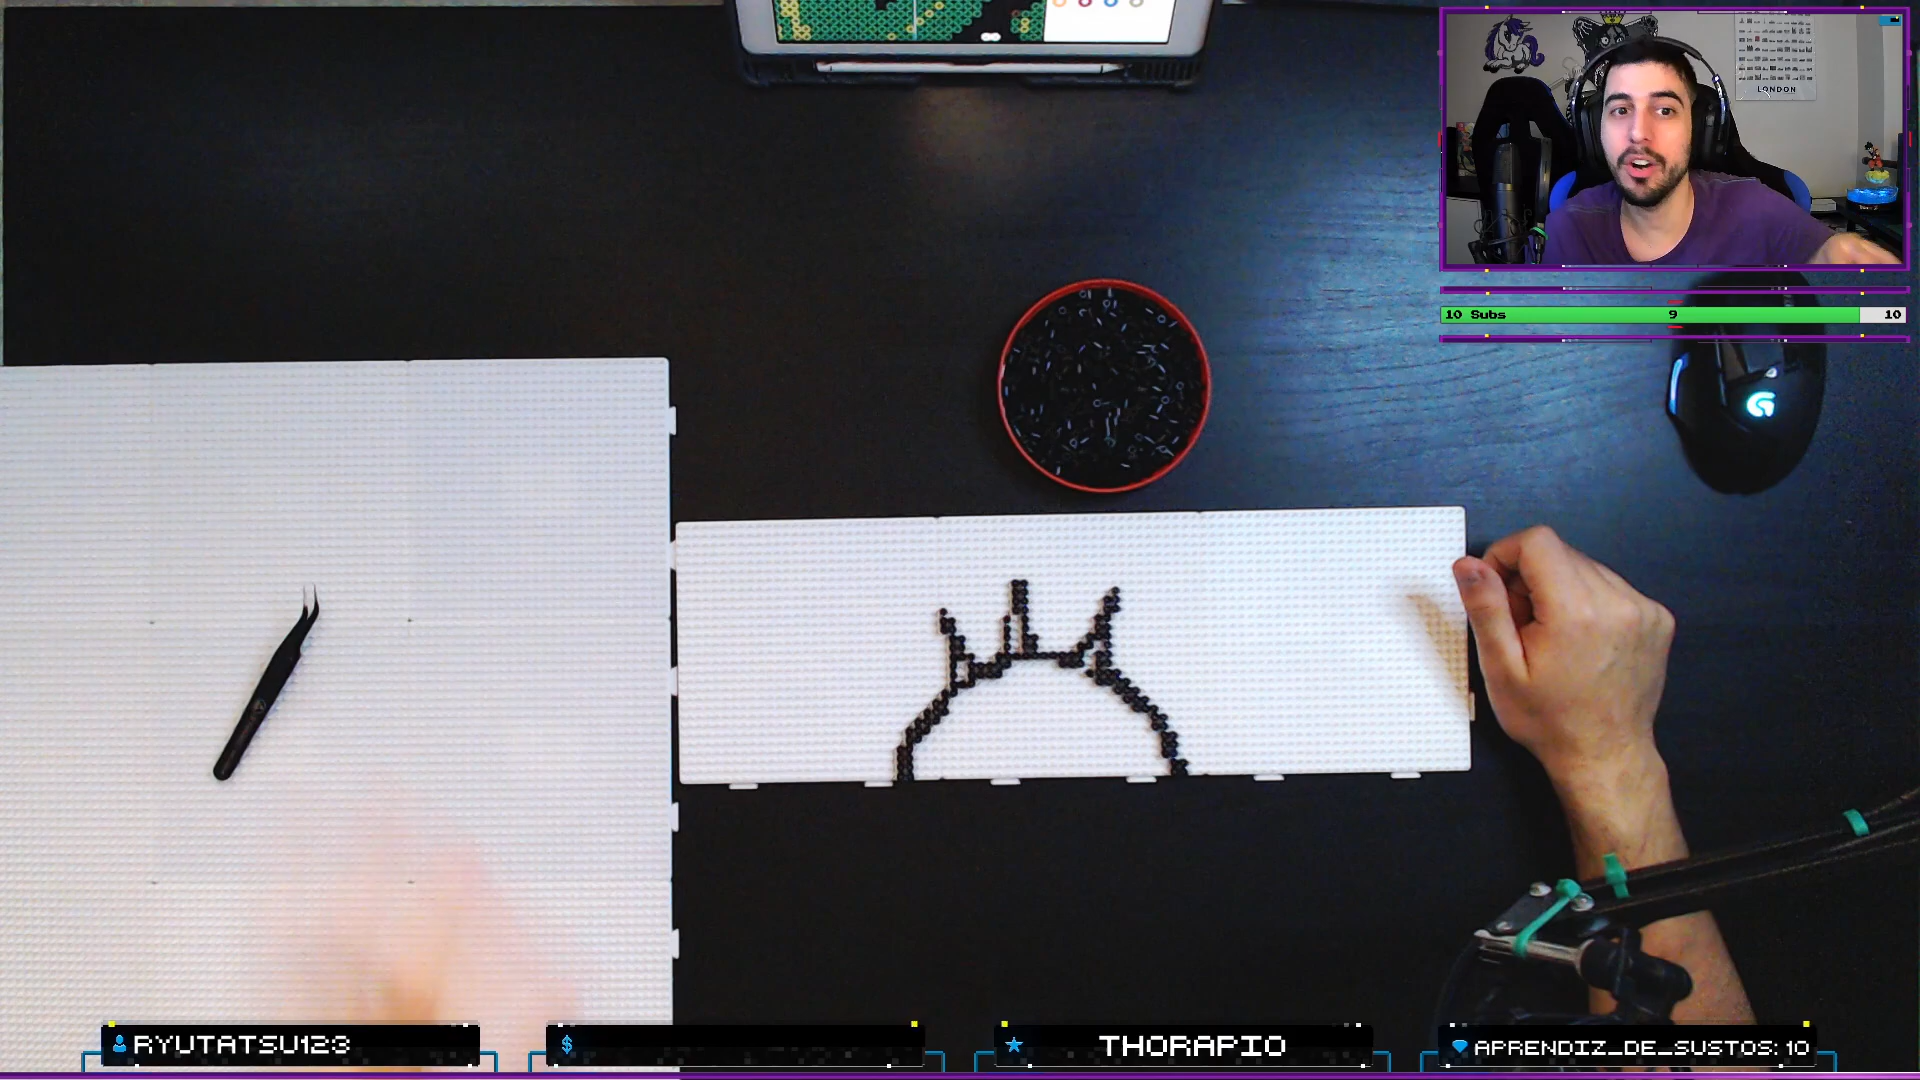 LONDON
10 Subs 9 10
RYUTATSU123
$
THORAPIO
APRENDIZ_DE_SUSTOS: 10